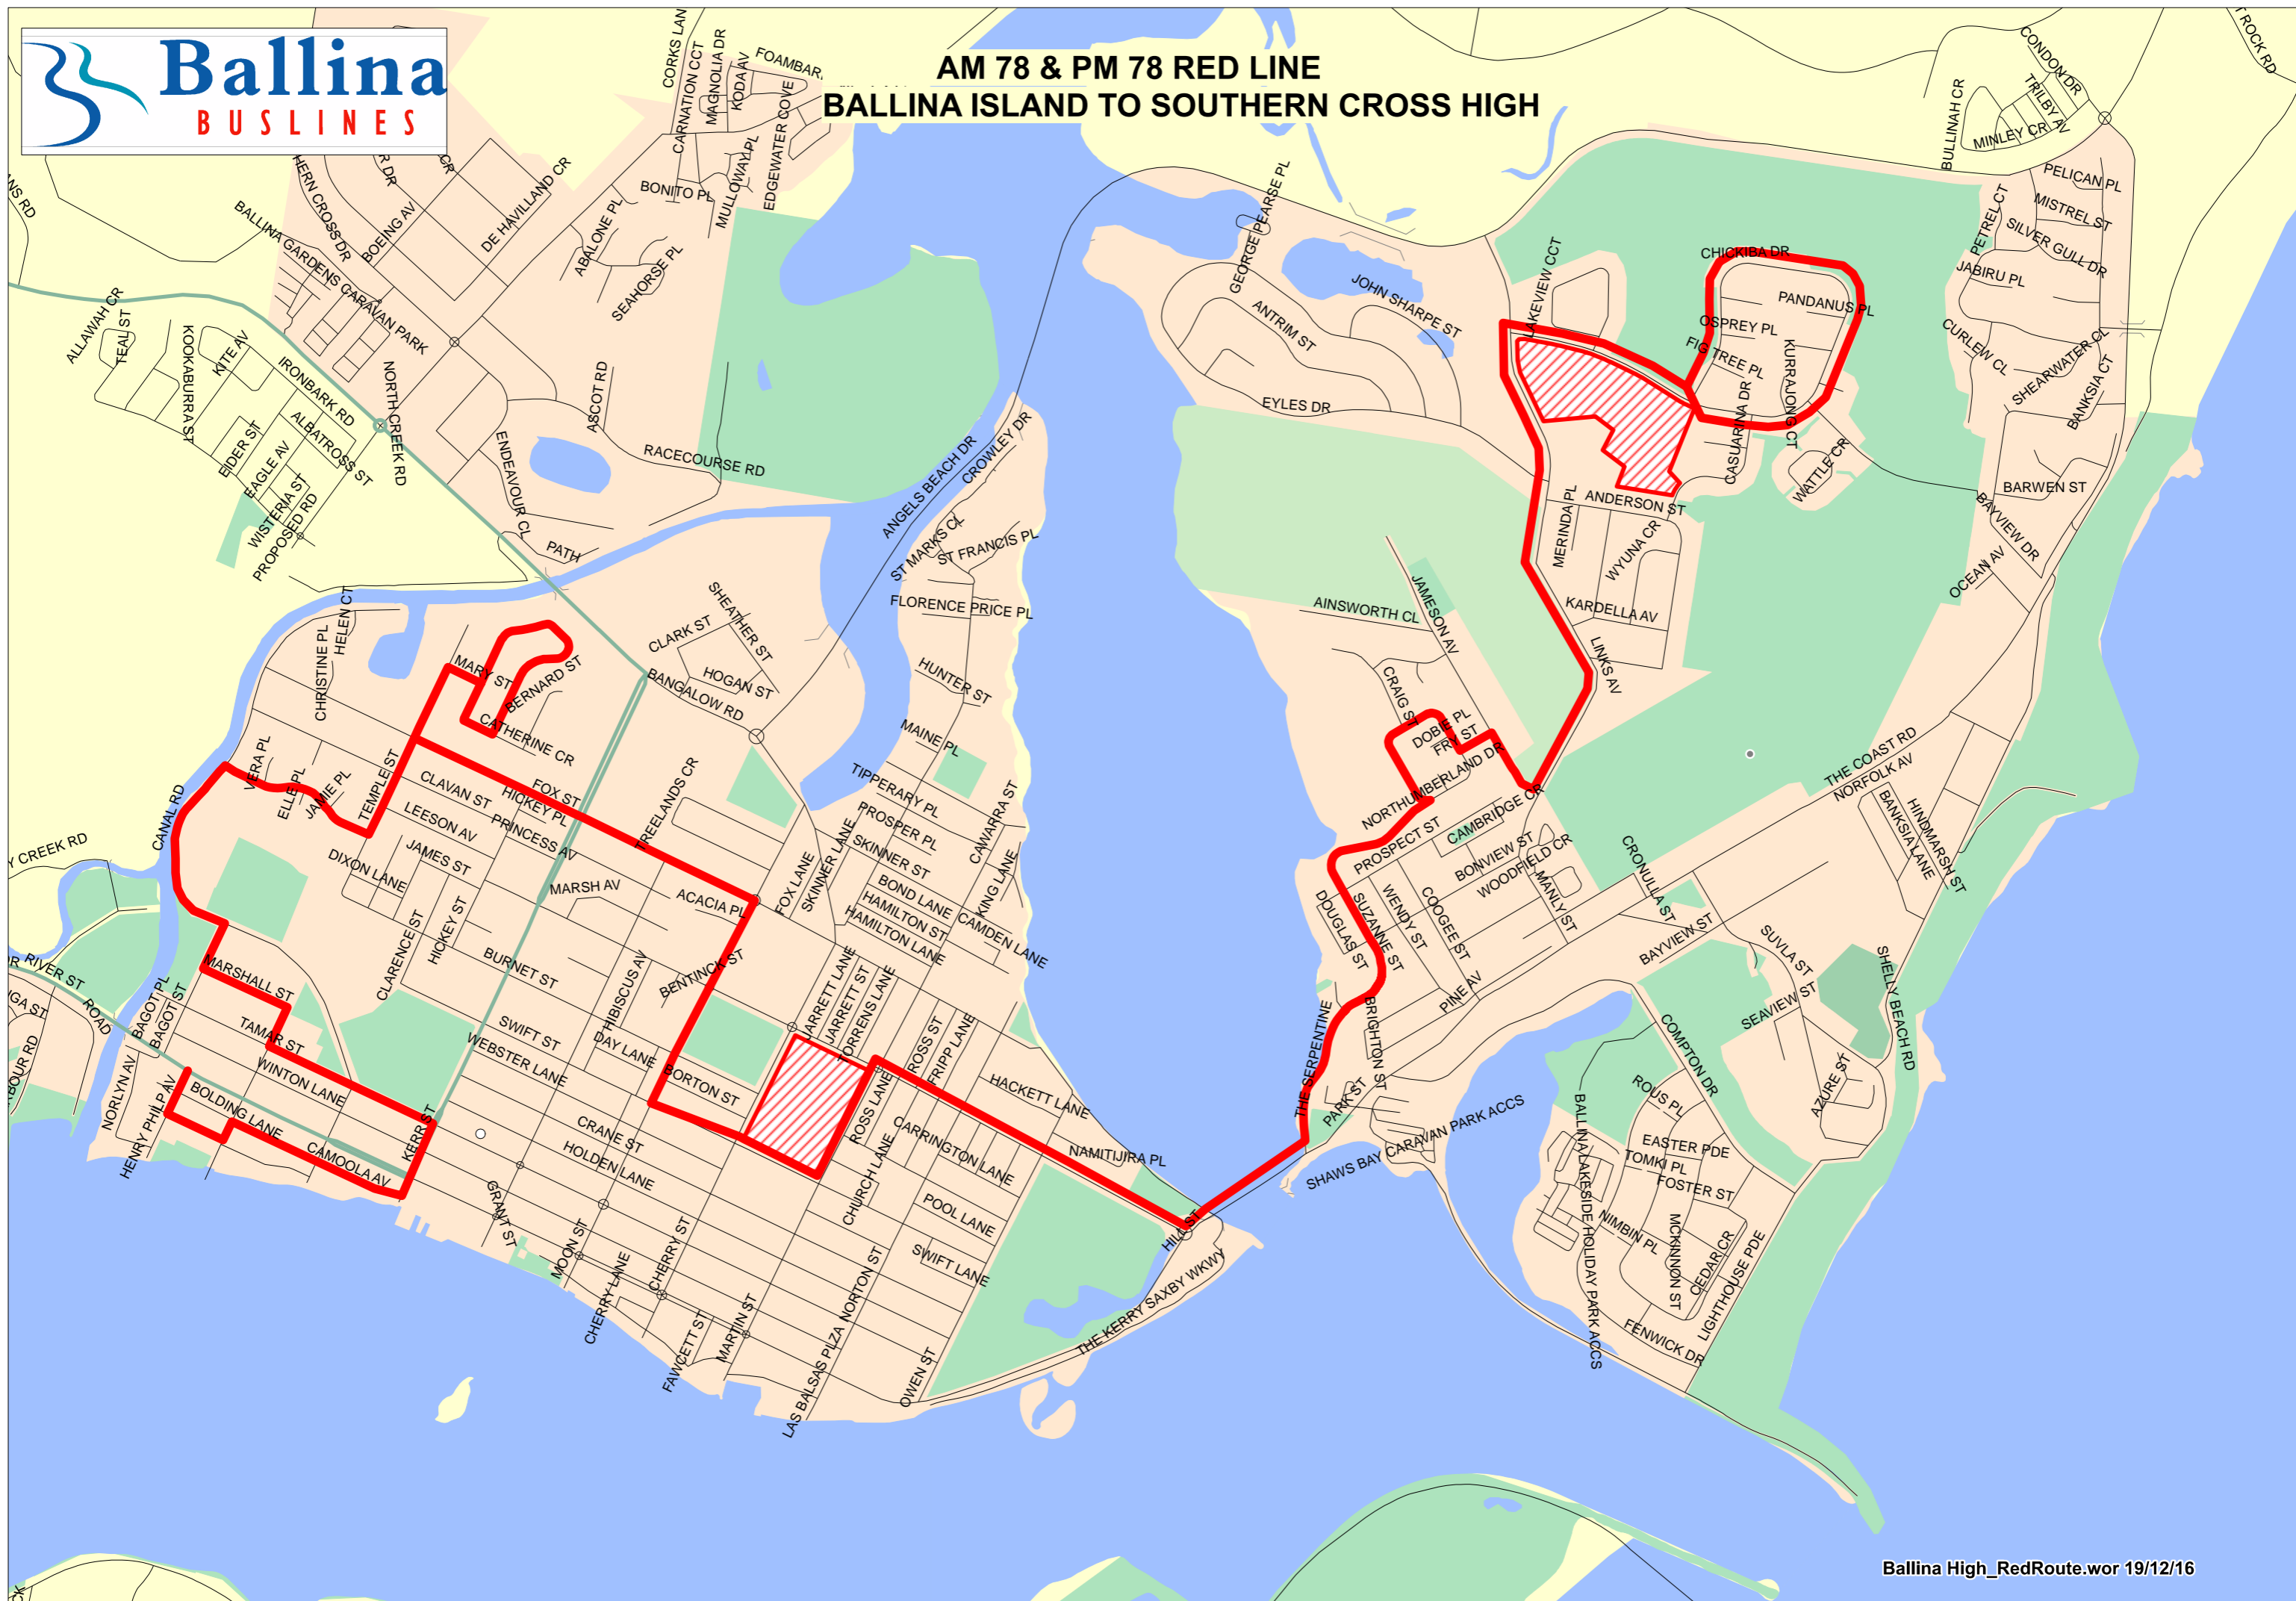 Ballina
BUSLINES
AM 78 & PM 78 RED LINE
BALLINA ISLAND TO SOUTHERN CROSS HIGH
CORKS LAN
CARNATION CCT
MAGNOLIA DR
KODA AV
EDGEWATER COVE
MULLOWAY PL
BONITO PL
ABALONE PL
SEAHORSE PL
DE HAVILLAND CR
BOEING AV
HERN CROSS DR
R DR
CR
BALLINA GARDENS CARAVAN PARK
ANS RD
ALLAWAH CR
TEAL ST
KOOKABURRA ST
KITE AV
IRONBARK RD
ALBATROSS ST
EIDER ST
EAGLE AV
WISTERIA ST
PROPOSED RD
NORTH CREEK RD
ENDEAVOUR CL
PATH
ASCOT RD
RACECOURSE RD
ANGELS BEACH DR
CROWLEY DR
ST MARKS CL
ST FRANCIS PL
FLORENCE PRICE PL
HUNTER ST
MAINE PL
TIPPERARY PL
PROSPER PL
SKINNER ST
BOND LANE
HAMILTON ST
HAMILTON LANE
CAMDEN LANE
KING LANE
CAWARRA ST
SKINNER LANE
FOX LANE
SHEATHER ST
CLARK ST
HOGAN ST
BANGALOW RD
HELEN CT
CHRISTINE PL
MARY ST
BERNARD ST
CATHERINE CR
VERA PL
ELLE PL
JAMIE PL
TEMPLE ST
CANAL RD
CLAVAN ST
FOX ST
HICKEY PL
LEESON AV
PRINCESS AV
JAMES ST
DIXON LANE
MARSH AV
TREELANDS CR
ACACIA PL
CLARENCE ST
HICKEY ST
BURNET ST
HIBISCUS AV
BENTINCK ST
Y CREEK RD
RIVER ST
ROAD
IGA ST
RBOUR RD
BAGOT PL
BAGOT ST
MARSHALL ST
TAMAR ST
WINTON LANE
NORLYN AV
HENRY PHILP AV
BOLDING LANE
CAMOOLA AV
KERR ST
SWIFT ST
WEBSTER LANE
DAY LANE
BORTON ST
CRANE ST
HOLDEN LANE
GRANT ST
MOON ST
CHERRY LANE
CHERRY ST
FAWCETT ST
MARTIN ST
LAS BALSAS PLZA
NORTON ST
OWEN ST
JARRETT LANE
JARRETT ST
TORRENS LANE
ROSS ST
FRIPP LANE
ROSS LANE
CHURCH LANE
CARRINGTON LANE
POOL LANE
SWIFT LANE
HACKETT LANE
NAMITIJIRA PL
HILL ST
THE KERRY SAXBY WKWY
GEORGE PEARSE PL
ANTRIM ST
JOHN SHARPE ST
EYLES DR
LAKEVIEW CCT
CHICKIBA DR
PANDANUS PL
OSPREY PL
FIG TREE PL
KURRAJONG CT
CASUARINA DR
WATTLE CR
ANDERSON ST
MERINDA PL
WYUNA CR
KARDELLA AV
LINKS AV
AINSWORTH CL
JAMESON AV
CRAIG ST
DOBIE PL
FRY ST
NORTHUMBERLAND DR
PROSPECT ST
CAMBRIDGE CR
BONVIEW ST
WOODFIELD CR
MANLY ST
COOGEE ST
WENDY ST
SUZANNE ST
DOUGLAS ST
PINE AV
BRIGHTON ST
THE SERPENTINE
PARK ST
SHAWS BAY CARAVAN PARK ACCS
CRONULLA ST
BAYVIEW ST
SUVLA ST
SEAVIEW ST
SHELLY BEACH RD
AZURE ST
COMPTON DR
ROUS PL
EASTER PDE
TOMKI PL
FOSTER ST
NIMBIN PL
MCKINNON ST
CEDAR CR
LIGHTHOUSE PDE
FENWICK DR
BALLINA LAKESIDE HOLIDAY PARK ACCS
THE COAST RD
NORFOLK AV
BANKSIA LANE
HINDMARSH ST
BULLINAH CR
CONDON DR
TRILBY AV
MINLEY CR
PELICAN PL
MISTREL ST
SILVER GULL DR
PETREL CT
JABIRU PL
CURLEW CL
SHEARWATER CL
BANKSIA CT
BARWEN ST
BAYVIEW DR
OCEAN AV
T ROCK RD
Ballina High_RedRoute.wor 19/12/16